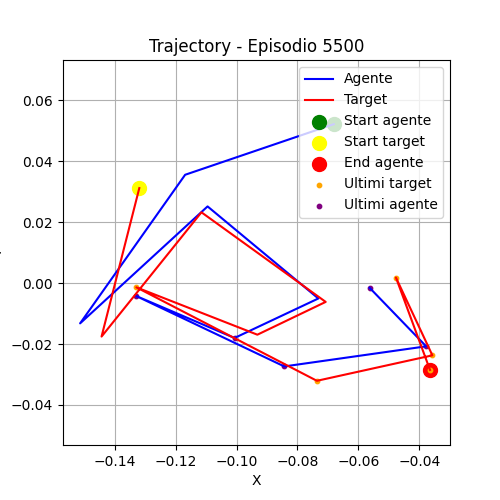 Trajectory - Episodio 5500
Agente
Target
Start agente
Start target
End agente
Ultimi target
Ultimi agente
0.06
0.04
0.02
0.00
−0.02
−0.04
−0.14
−0.12
−0.10
−0.08
−0.06
−0.04
X